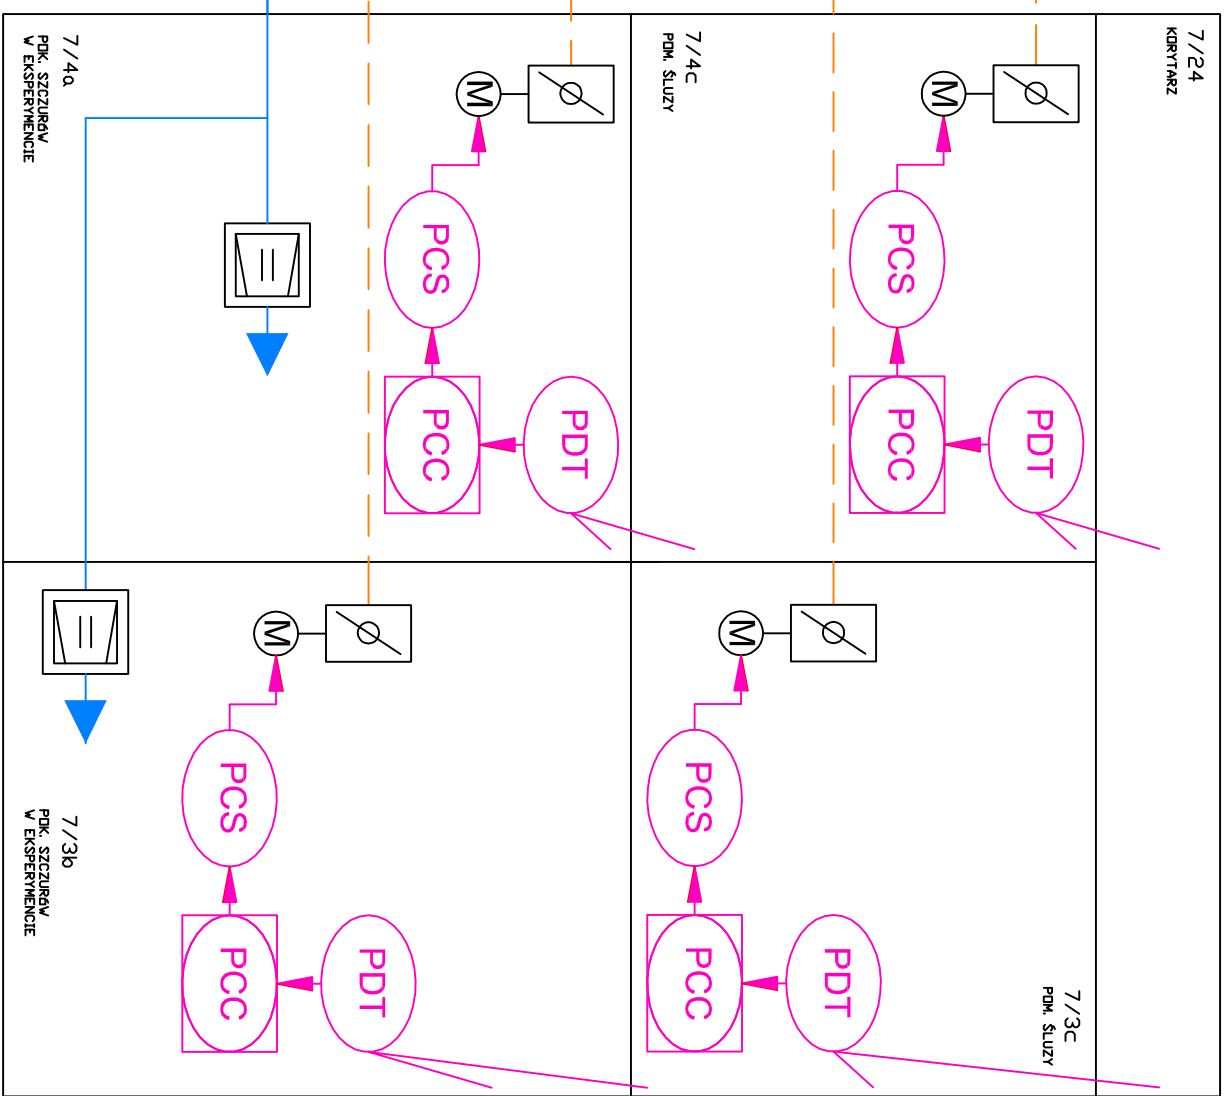 7/24
KORYTARZ
7/3c
POM. ŚLUZY
PDT
M
PCS
PCC
PDT
M
PCS
PCC
7/4c
POM. ŚLUZY
PDT
M
PCS
PCC
PDT
M
PCS
PCC
7/4a
POK. SZCZURÓW
W EKSPERYMENCIE
7/3b
POK. SZCZURÓW
W EKSPERYMENCIE